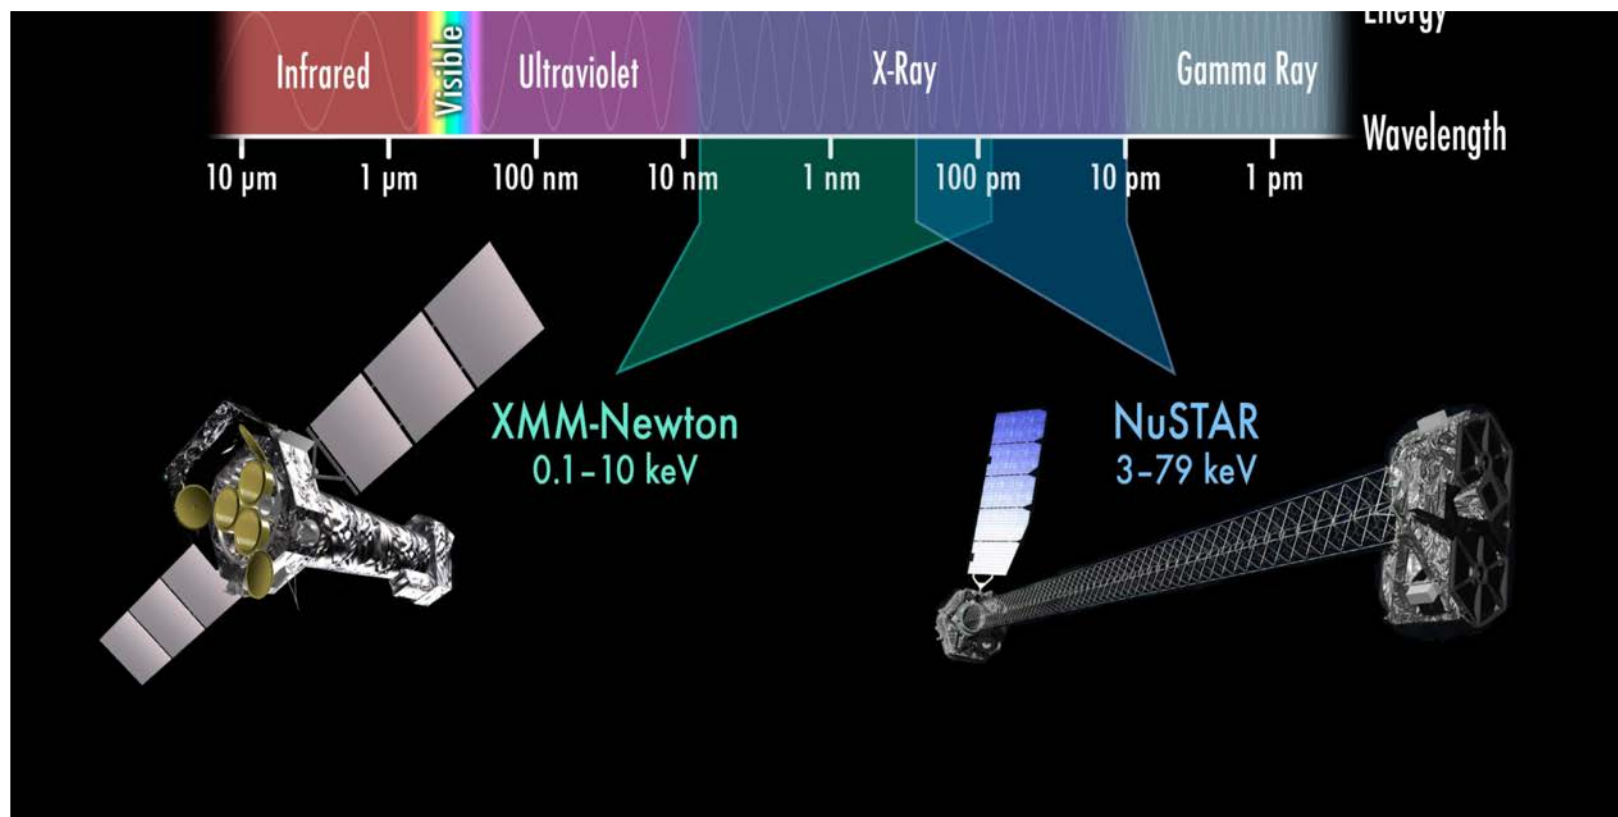 Energy
Infrared Visible Ultraviolet X-Ray Gamma Ray
Wavelength
10 µm 1 µm 100 nm 10 nm 1 nm 100 pm 10 pm 1 pm
XMM-Newton
0.1–10 keV
NuSTAR
3–79 keV